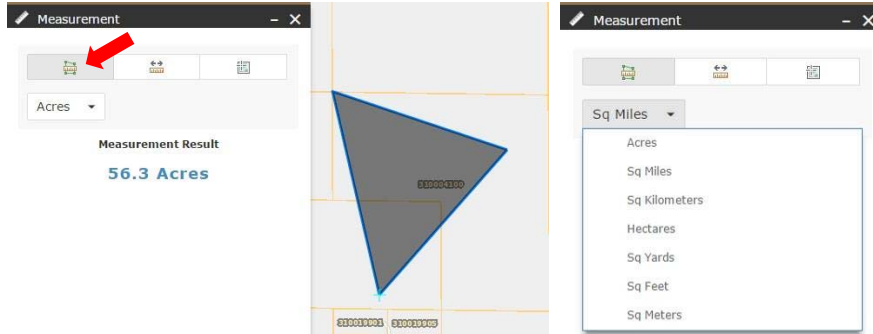 Measurement
Acres
Measurement Result
56.3 Acres
310004100
Measurement
Sq Miles
Acres
Sq Miles
Sq Kilometers
Hectares
Sq Yards
Sq Feet
Sq Meters